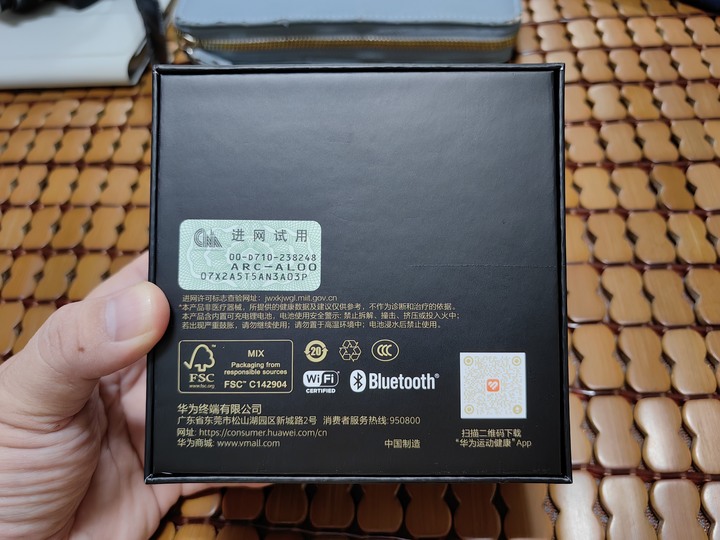 进网试用
00-D710-238248
ARC-AL00
07X2A5T5AN3A03P
进网许可标志查验网址：jwxkjwgl.miit.gov.cn
*本产品非医疗器械，所提供的健康数据及建议仅供参考，不作为诊断和治疗的依据。
本产品含内置可充电锂电池，电池使用安全警示: 禁止拆解、撞击、挤压或投入火中；
若出现严重鼓胀，请勿继续使用；请勿置于高温环境中；电池浸水后禁止使用。
FSC
www.fsc.org
MIX
Packaging from
responsible sources
FSC™ C142904
20
CCC
Wi Fi
CERTIFIED
Bluetooth®
华为终端有限公司
广东省东莞市松山湖园区新城路2号 消费者服务热线: 950800
网址: https://consumer.huawei.com/cn
华为商城: www.vmall.com
中国制造
扫描二维码下载
“华为运动健康”App